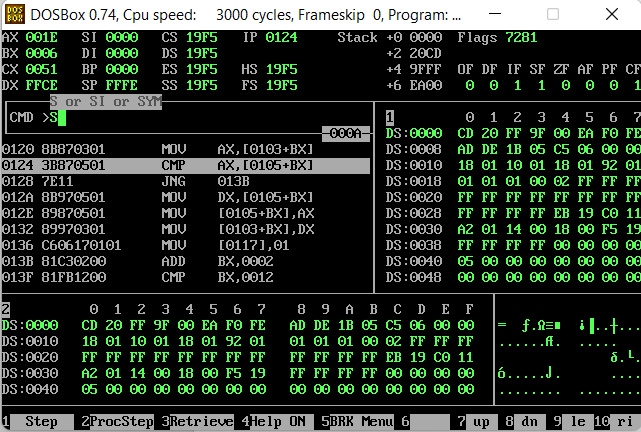 DOSBox 0.74, Cpu speed: 3000 cycles, Frameskip 0, Program: ...
AX 001E SI 0000 CS 19F5 IP 0124 Stack +0 0000 Flags 7281
BX 0006 DI 0000 DS 19F5 +2 20CD
CX 0051 BP 0000 ES 19F5 HS 19F5 +4 9FFF OF DF IF SF ZF AF PF CF
DX FFCE SP FFFE SS 19F5 FS 19F5 +6 EA00 0 0 1 1 0 0 0 1
S or SI or SYM
CMD >S
000A
0120 8B870301 MOV AX,[0103+BX]
0124 3B870501 CMP AX,[0105+BX]
0128 7E11 JNG 013B
012A 8B970501 MOV DX,[0105+BX]
012E 89870501 MOV [0105+BX],AX
0132 89970301 MOV [0103+BX],DX
0136 C606170101 MOV [0117],01
013B 81C30200 ADD BX,0002
013F 81FB1200 CMP BX,0012
1 0 1 2 3 4 5 6 7
DS:0000 CD 20 FF 9F 00 EA F0 FE
DS:0008 AD DE 1B 05 C5 06 00 00
DS:0010 18 01 10 01 18 01 92 01
DS:0018 01 01 01 00 02 FF FF FF
DS:0020 FF FF FF FF FF FF FF FF
DS:0028 FF FF FF FF EB 19 C0 11
DS:0030 A2 01 14 00 18 00 F5 19
DS:0038 FF FF FF FF 00 00 00 00
DS:0040 05 00 00 00 00 00 00 00
DS:0048 00 00 00 00 00 00 00 00
2 0 1 2 3 4 5 6 7 8 9 A B C D E F
DS:0000 CD 20 FF 9F 00 EA F0 FE AD DE 1B 05 C5 06 00 00 = ƒ.Ω≡■ ¡▐..┼.
DS:0010 18 01 10 01 18 01 92 01 01 01 01 00 02 FF FF FF ......Æ. .....
DS:0020 FF FF FF FF FF FF FF FF FF FF FF FF EB 19 C0 11 δ.└.
DS:0030 A2 01 14 00 18 00 F5 19 FF FF FF FF 00 00 00 00 ó.....J. ....
DS:0040 05 00 00 00 00 00 00 00 00 00 00 00 00 00 00 00 ........ ........
1 Step 2ProcStep 3Retrieve 4Help ON 5BRK Menu 6 7 up 8 dn 9 le 10 ri